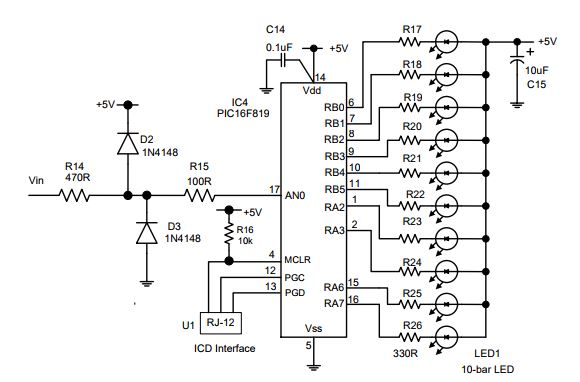 C14
0.1uF
+5V
R17
+5V
+
10uF
C15
14
Vdd
IC4
PIC16F819
RB0
6
R18
RB1
7
R19
RB2
8
R20
RB3
9
R21
RB4
10
R22
RB5
11
RA2
1
R23
RA3
2
R24
RA6
15
R25
RA7
16
R26
330R
LED1
10-bar LED
+5V
D2
1N4148
Vin
R14
470R
R15
100R
17
AN0
D3
1N4148
+5V
R16
10k
4
MCLR
12
PGC
13
PGD
U1
RJ-12
ICD Interface
Vss
5